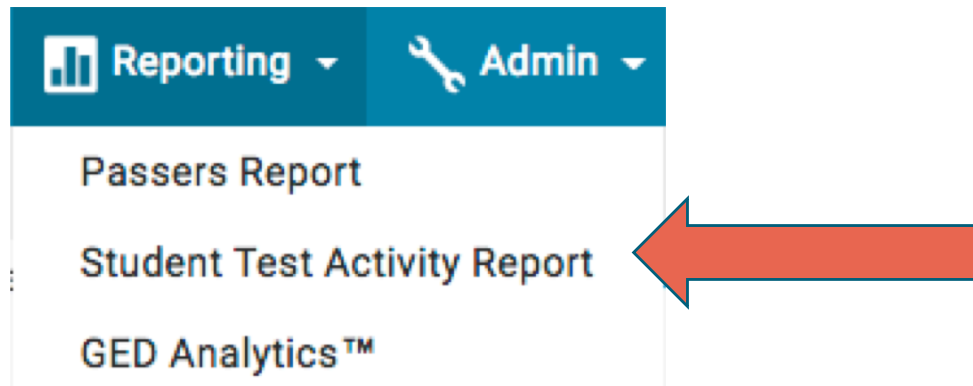 Reporting Admin
Passers Report
Student Test Activity Report
GED Analytics™